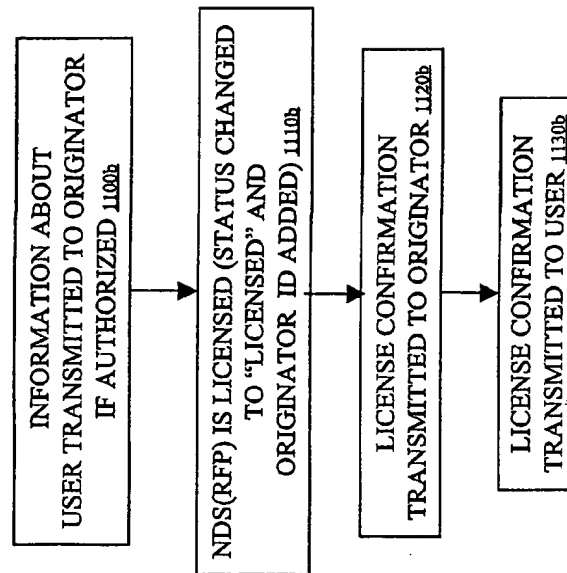 INFORMATION ABOUT
USER TRANSMITTED TO ORIGINATOR
IF AUTHORIZED 1100b
NDS(RFP) IS LICENSED (STATUS CHANGED
TO "LICENSED" AND
ORIGINATOR ID ADDED) 1110b
LICENSE CONFIRMATION
TRANSMITTED TO ORIGINATOR 1120b
LICENSE CONFIRMATION
TRANSMITTED TO USER 1130b